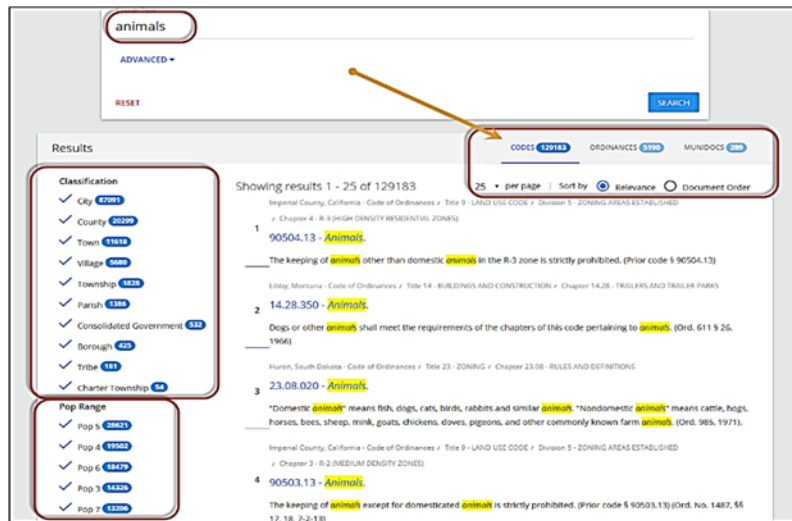 animals
ADVANCED
RESET
SEARCH
Results
CODES 129183
ORDINANCES 5190
MUNIDOCS 289
Showing results 1 - 25 of 129183
25 per page | Sort by Relevance Document Order
Classification
City 87091
County 20299
Town 11618
Village 5680
Township 1828
Parish 1386
Consolidated Government 532
Borough 425
Tribe 181
Charter Township 54
Pop Range
Pop 5 28621
Pop 4 19502
Pop 6 18479
Pop 3 14326
Pop 7 13206
Imperial County, California - Code of Ordinances / Title 9 - LAND USE CODE / Division 5 - ZONING AREAS ESTABLISHED
/ Chapter 4 - R-3 (HIGH DENSITY RESIDENTIAL ZONES)
1
90504.13 - Animals.
The keeping of animals other than domestic animals in the R-3 zone is strictly prohibited. (Prior code § 90504.13)
Libby, Montana - Code of Ordinances / Title 14 - BUILDINGS AND CONSTRUCTION / Chapter 14.28 - TRAILERS AND TRAILER PARKS
2
14.28.350 - Animals.
Dogs or other animals shall meet the requirements of the chapters of this code pertaining to animals. (Ord. 611 § 26,
1966)
Huron, South Dakota - Code of Ordinances / Title 23 - ZONING / Chapter 23.08 - RULES AND DEFINITIONS
3
23.08.020 - Animals.
"Domestic animals" means fish, dogs, cats, birds, rabbits and similar animals. "Nondomestic animals" means cattle, hogs,
horses, bees, sheep, mink, goats, chickens, doves, pigeons, and other commonly known farm animals. (Ord. 985, 1971).
Imperial County, California - Code of Ordinances / Title 9 - LAND USE CODE / Division 5 - ZONING AREAS ESTABLISHED
/ Chapter 3 - R-2 (MEDIUM DENSITY ZONES)
4
90503.13 - Animals.
The keeping of animals except for domesticated animals is strictly prohibited. (Prior code § 90503.13) (Ord. No. 1487, §§
17, 18, 7-2-13)